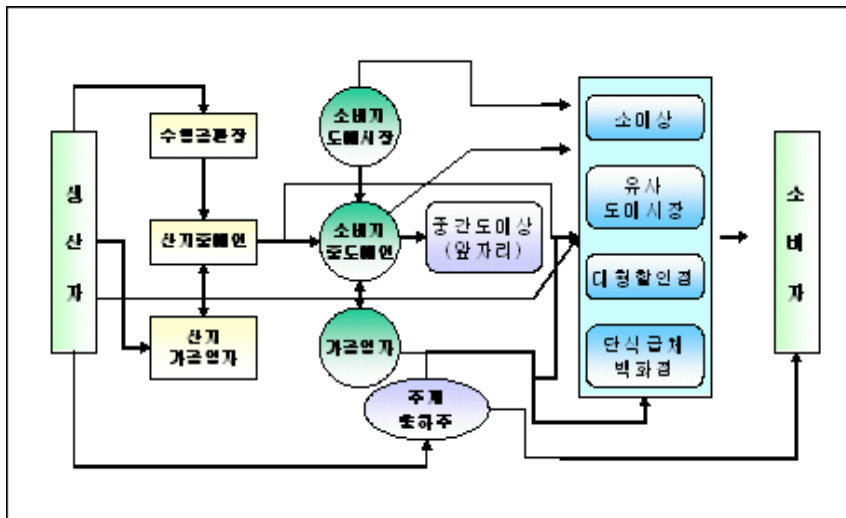 생산자
수협공판장
산지중매인
산지
가공업자
소비지
도매시장
소비지
중도매인
중간도이상
(앞자리)
가공업자
소이상
유사
도이시장
대형할인점
단식급체
백화점
소비자